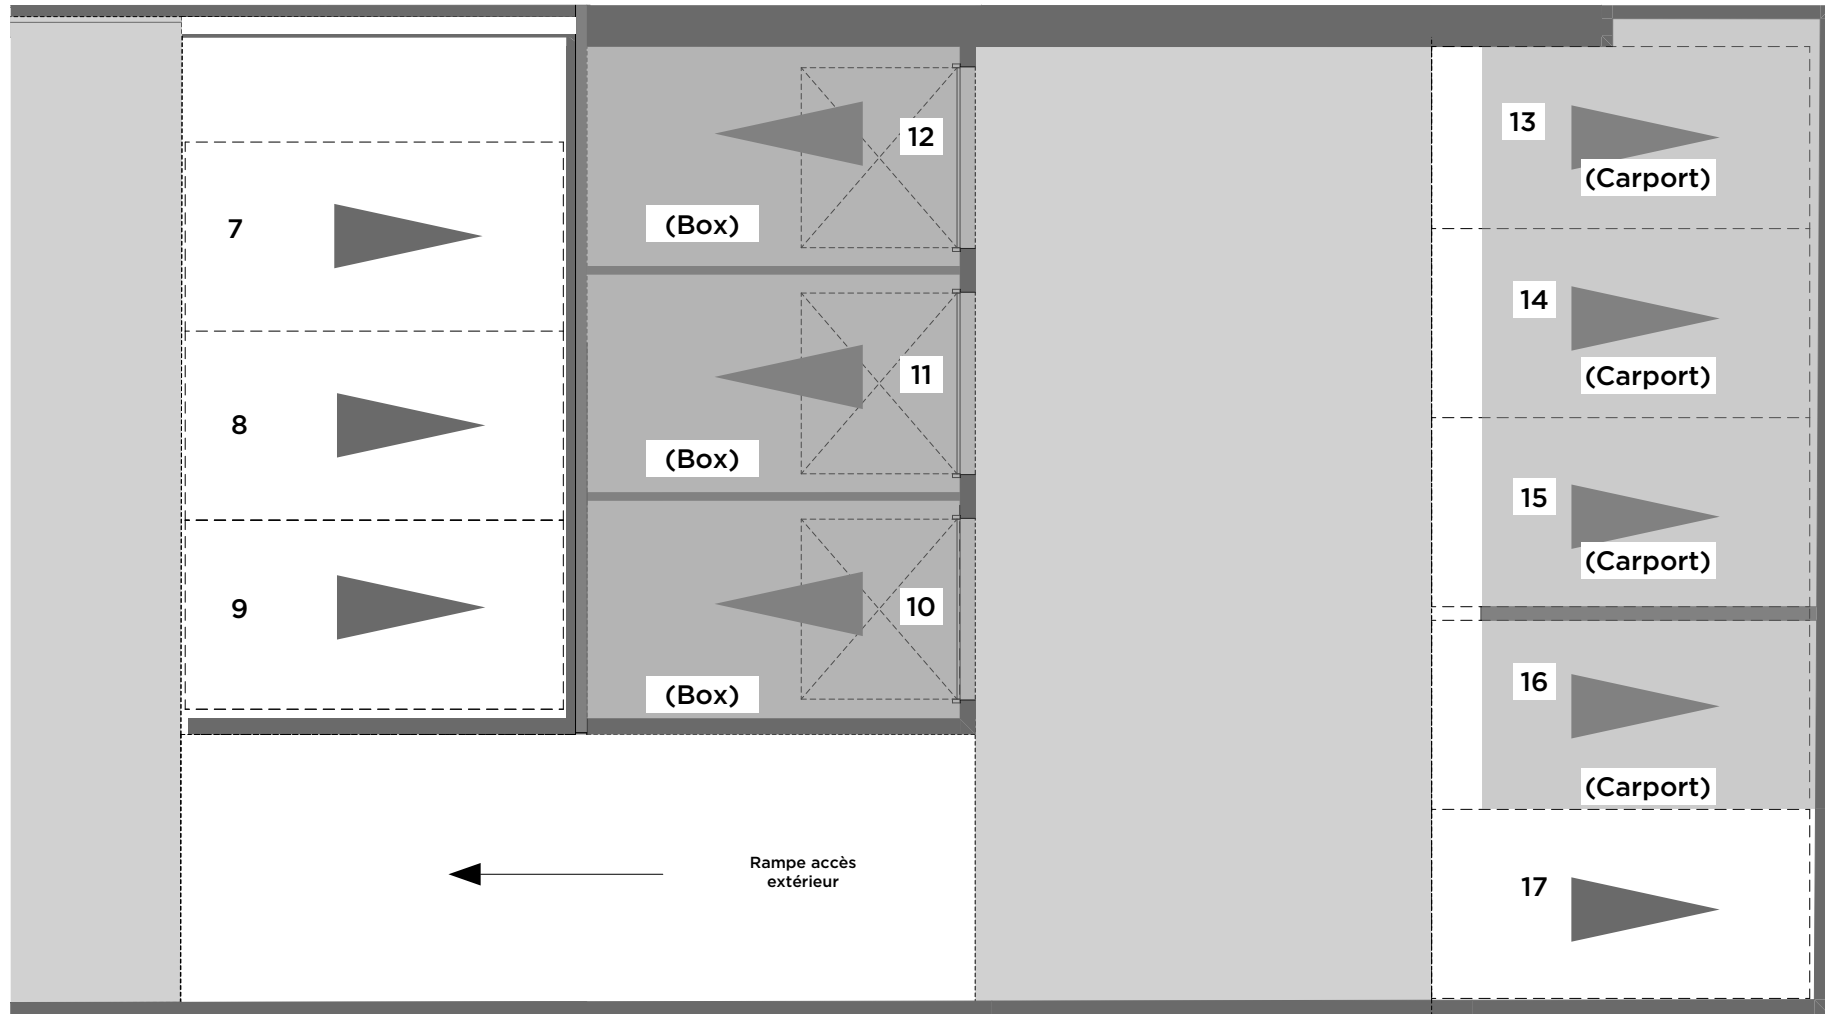 7
8
9
12
(Box)
11
(Box)
10
(Box)
Rampe accès
extérieur
13
(Carport)
14
(Carport)
15
(Carport)
16
(Carport)
17